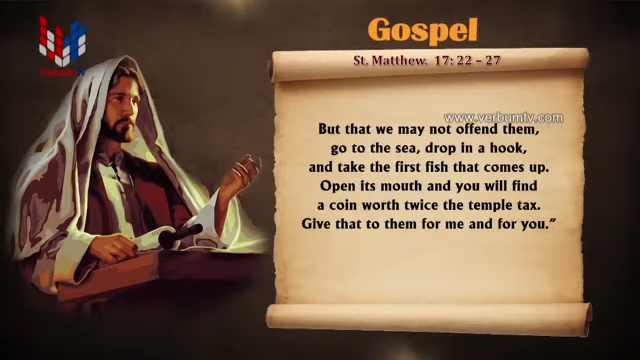 Gospel
VerbumTV
St. Matthew, 17: 22 – 27
www.verbumtv.com
But that we may not offend them,
go to the sea, drop in a hook,
and take the first fish that comes up.
Open its mouth and you will find
a coin worth twice the temple tax.
Give that to them for me and for you.”